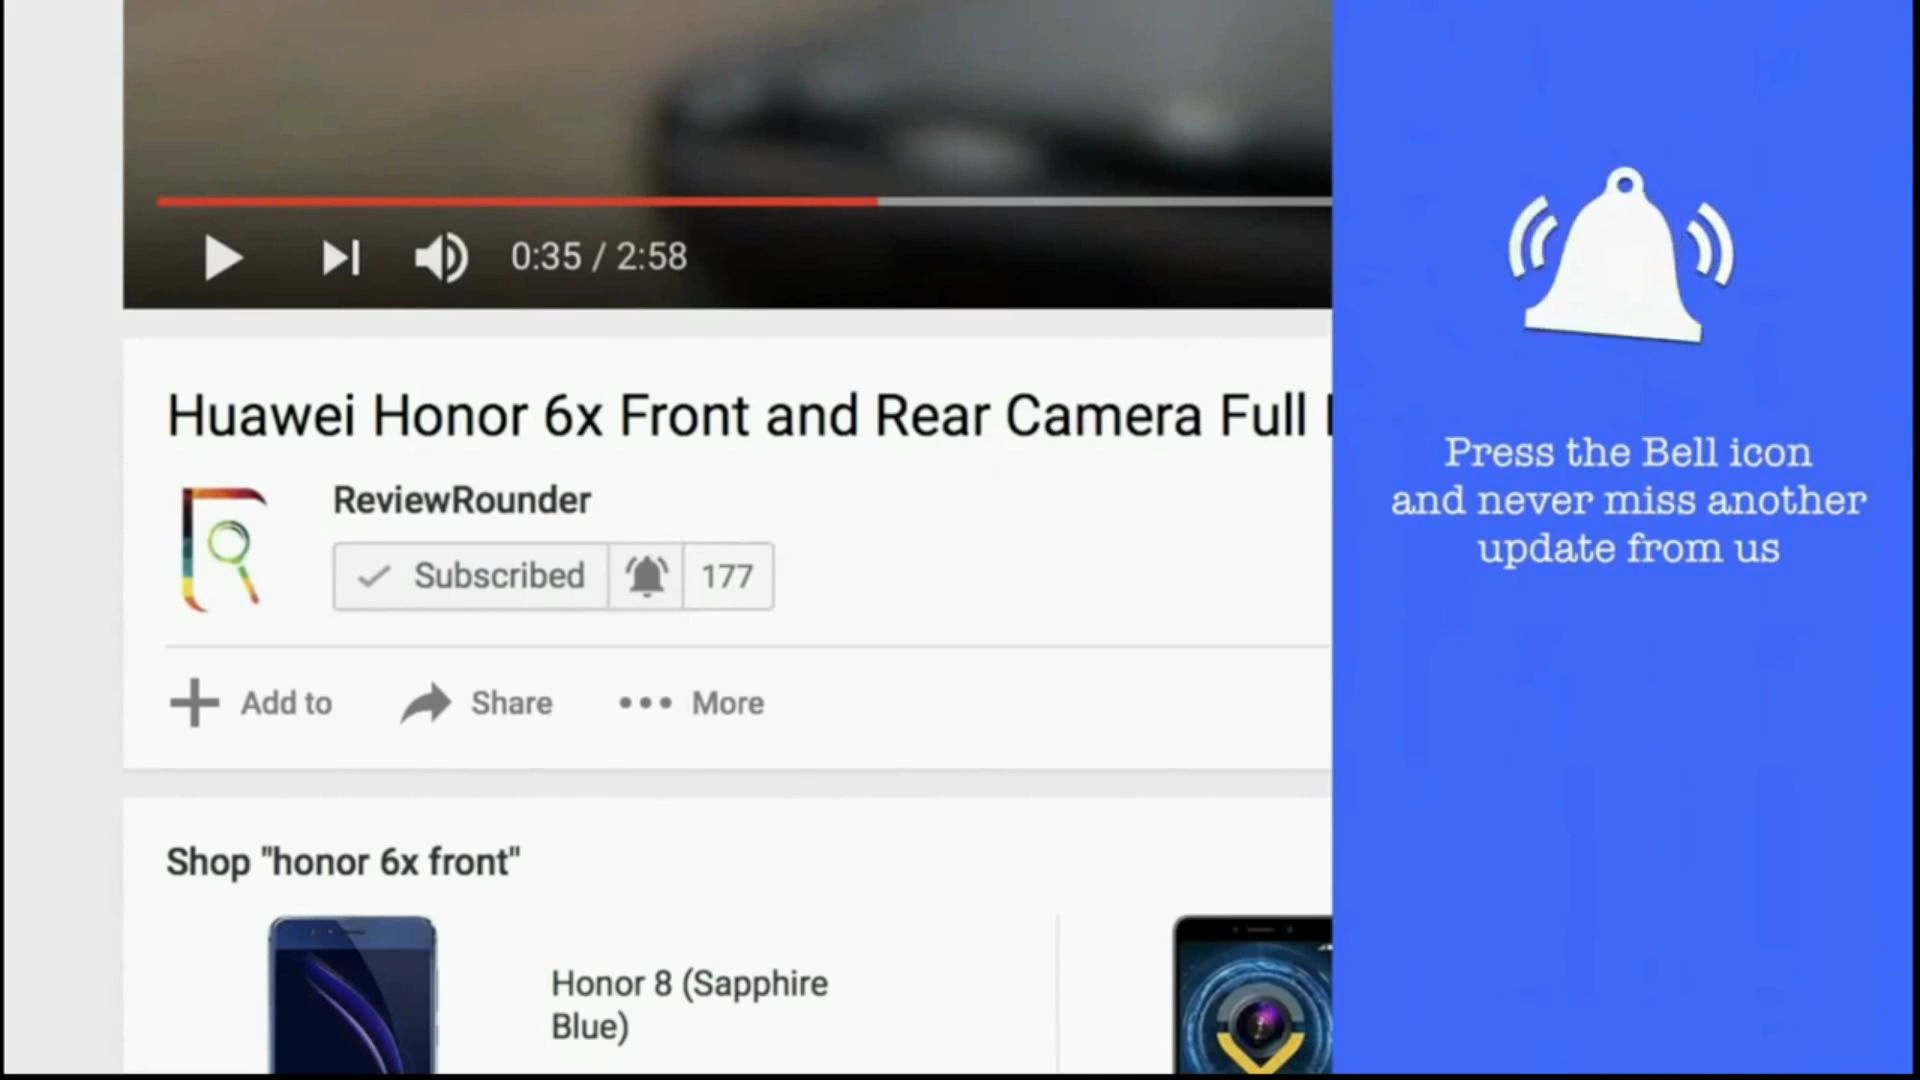 0:35 / 2:58
Huawei Honor 6x Front and Rear Camera Full
ReviewRounder
Subscribed
177
Add to
Share
More
Shop "honor 6x front"
Honor 8 (Sapphire
Blue)
Press the Bell icon
and never miss another
update from us